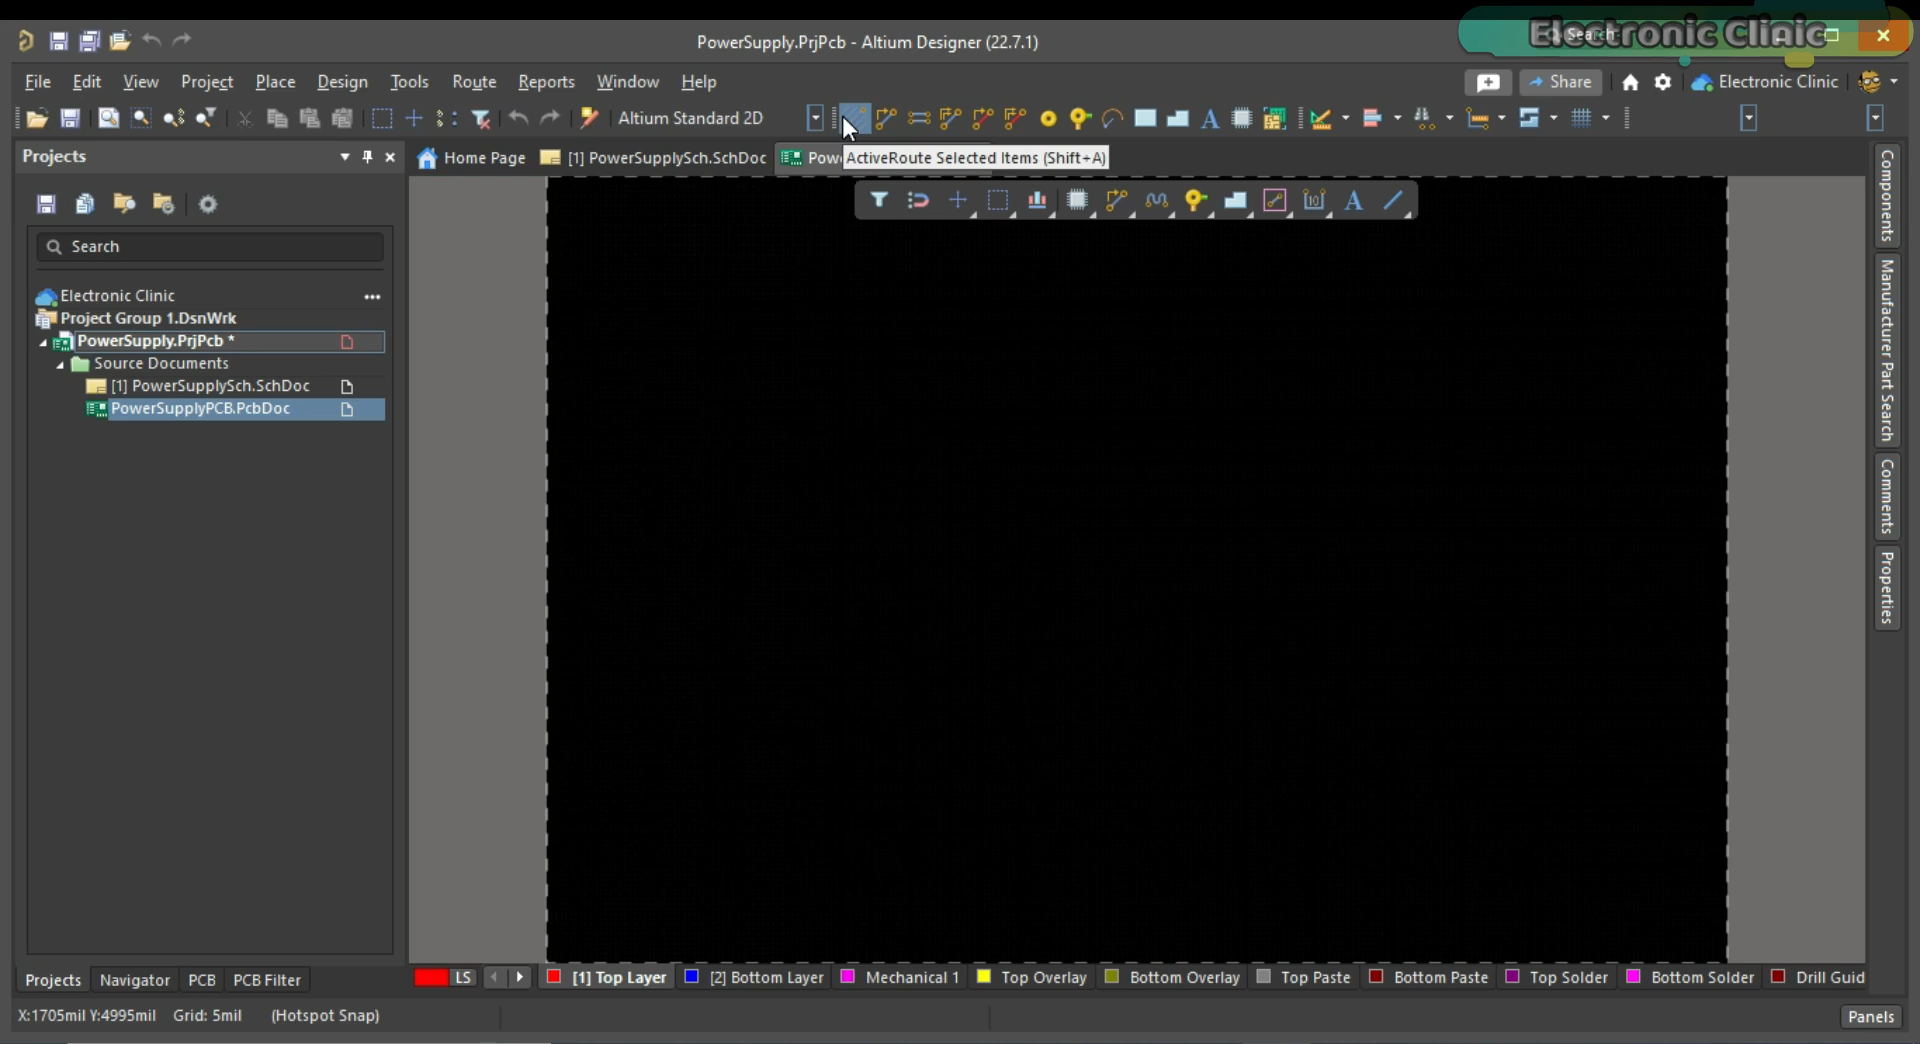 Electronic Clinic
Search
PowerSupply.PrjPcb - Altium Designer (22.7.1)
File Edit View Project Place Design Tools Route Reports Window Help
Share Electronic Clinic
Altium Standard 2D
Projects
Home Page [1] PowerSupplySch.SchDoc Pow
ActiveRoute Selected Items (Shift+A)
Search
Electronic Clinic
Project Group 1.DsnWrk
PowerSupply.PrjPcb *
Source Documents
[1] PowerSupplySch.SchDoc
PowerSupplyPCB.PcbDoc
Components
Manufacturer Part Search
Comments
Properties
Projects Navigator PCB PCB Filter
LS [1] Top Layer [2] Bottom Layer Mechanical 1 Top Overlay Bottom Overlay Top Paste Bottom Paste Top Solder Bottom Solder Drill Guid
X:1705mil Y:4995mil Grid: 5mil (Hotspot Snap)
Panels